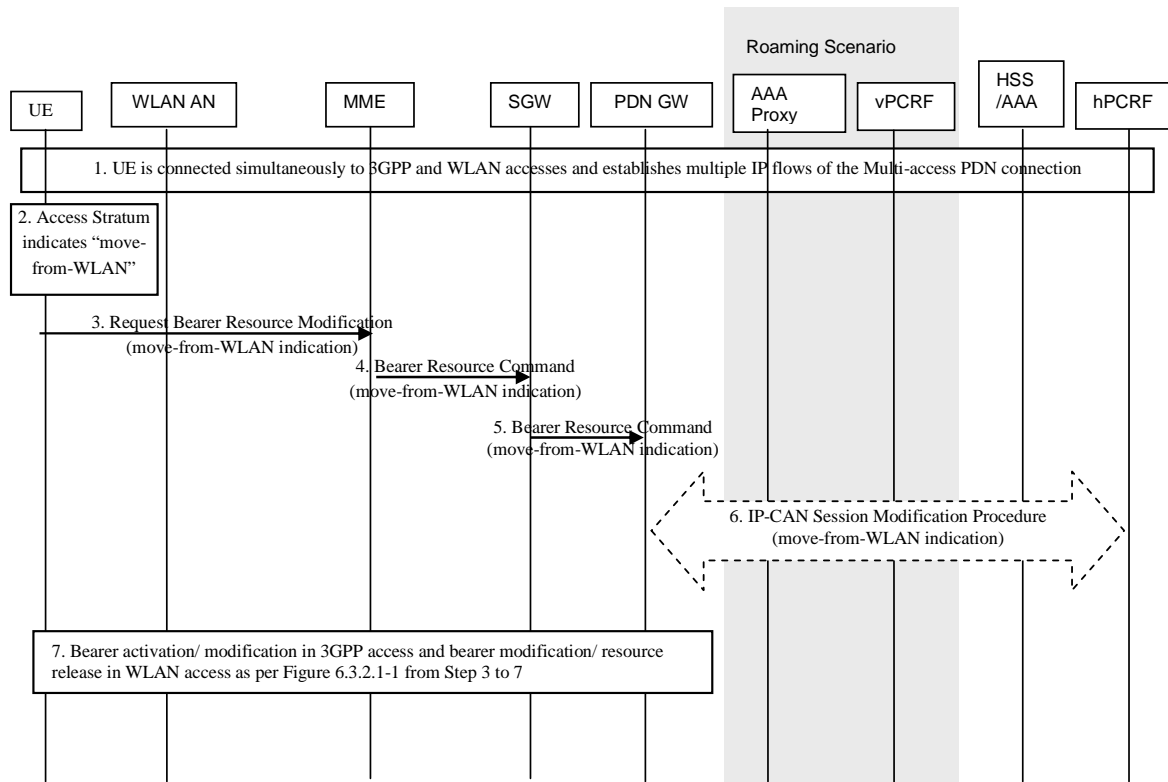 Roaming Scenario
UE
WLAN AN
MME
SGW
PDN GW
AAA
Proxy
vPCRF
HSS
/AAA
hPCRF
1. UE is connected simultaneously to 3GPP and WLAN accesses and establishes multiple IP flows of the Multi-access PDN connection
2. Access Stratum
indicates “move-
from-WLAN”
3. Request Bearer Resource Modification
(move-from-WLAN indication)
4. Bearer Resource Command
(move-from-WLAN indication)
5. Bearer Resource Command
(move-from-WLAN indication)
6. IP-CAN Session Modification Procedure
(move-from-WLAN indication)
7. Bearer activation/ modification in 3GPP access and bearer modification/ resource
release in WLAN access as per Figure 6.3.2.1-1 from Step 3 to 7